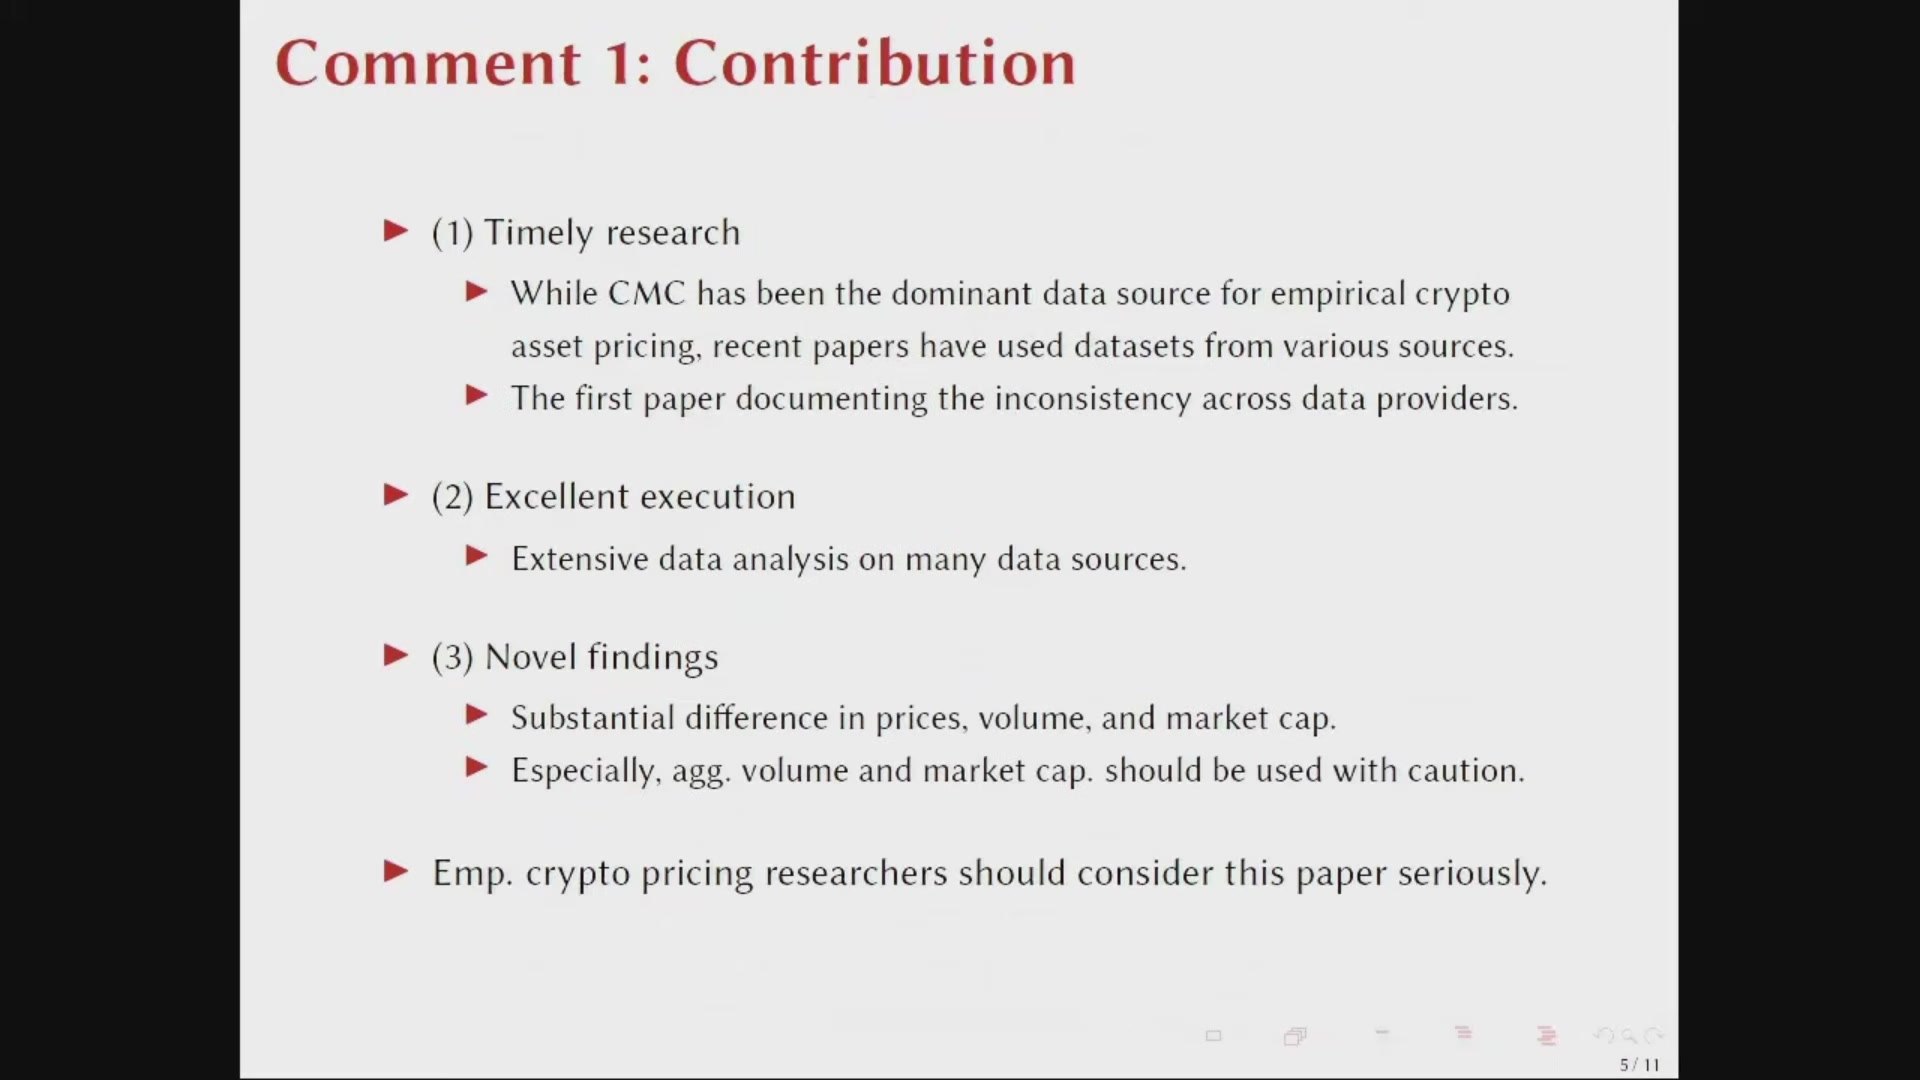 Comment 1: Contribution
(1) Timely research
While CMC has been the dominant data source for empirical crypto
asset pricing, recent papers have used datasets from various sources.
The first paper documenting the inconsistency across data providers.
(2) Excellent execution
Extensive data analysis on many data sources.
(3) Novel findings
Substantial difference in prices, volume, and market cap.
Especially, agg. volume and market cap. should be used with caution.
Emp. crypto pricing researchers should consider this paper seriously.
5 / 11